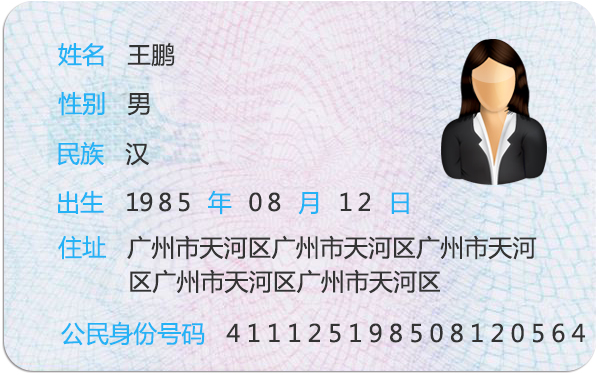 姓名 王鹏
性别 男
民族 汉
出生 1985 年 08 月 12 日
住址 广州市天河区广州市天河区广州市天河
区广州市天河区广州市天河区
公民身份号码 411125198508120564